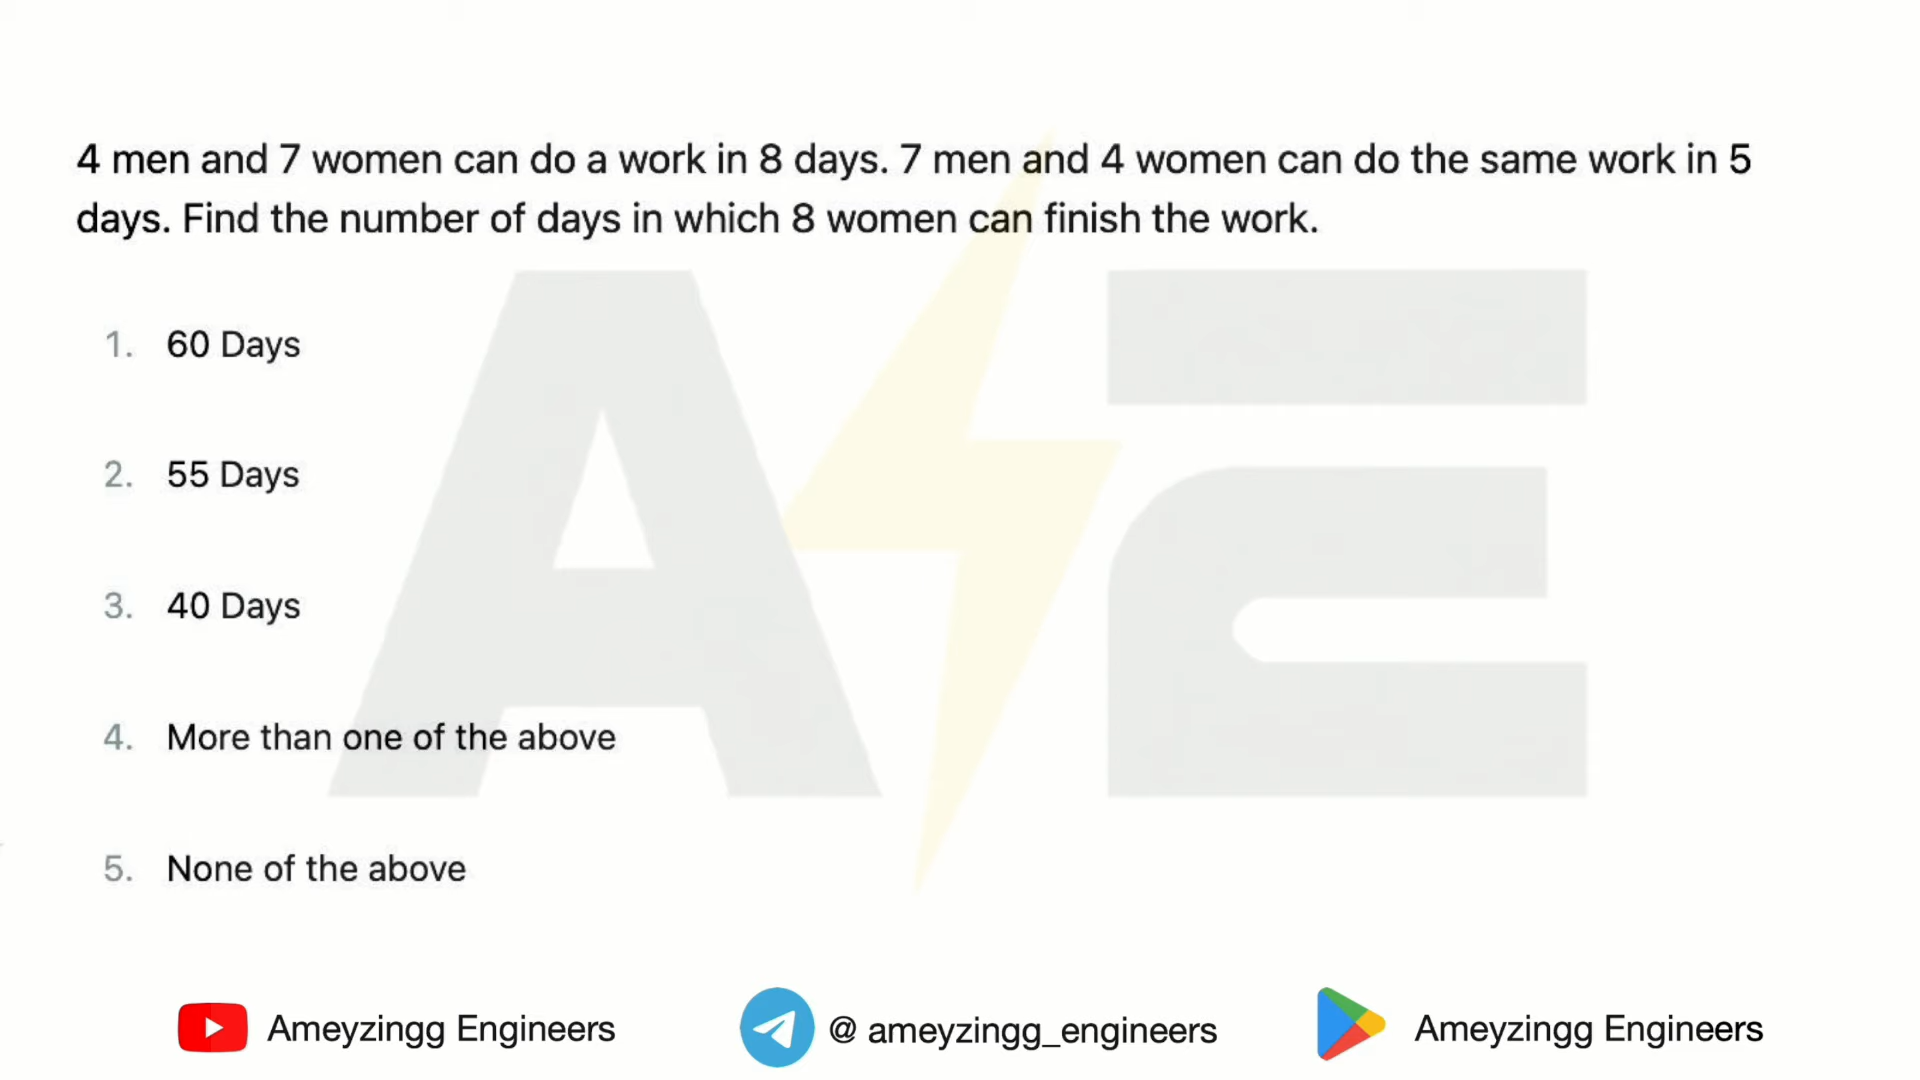 4 men and 7 women can do a work in 8 days. 7 men and 4 women can do the same work in 5
days. Find the number of days in which 8 women can finish the work.
1. 60 Days
2. 55 Days
3. 40 Days
4. More than one of the above
5. None of the above
AE
Ameyzingg Engineers @ ameyzingg_engineers Ameyzingg Engineers